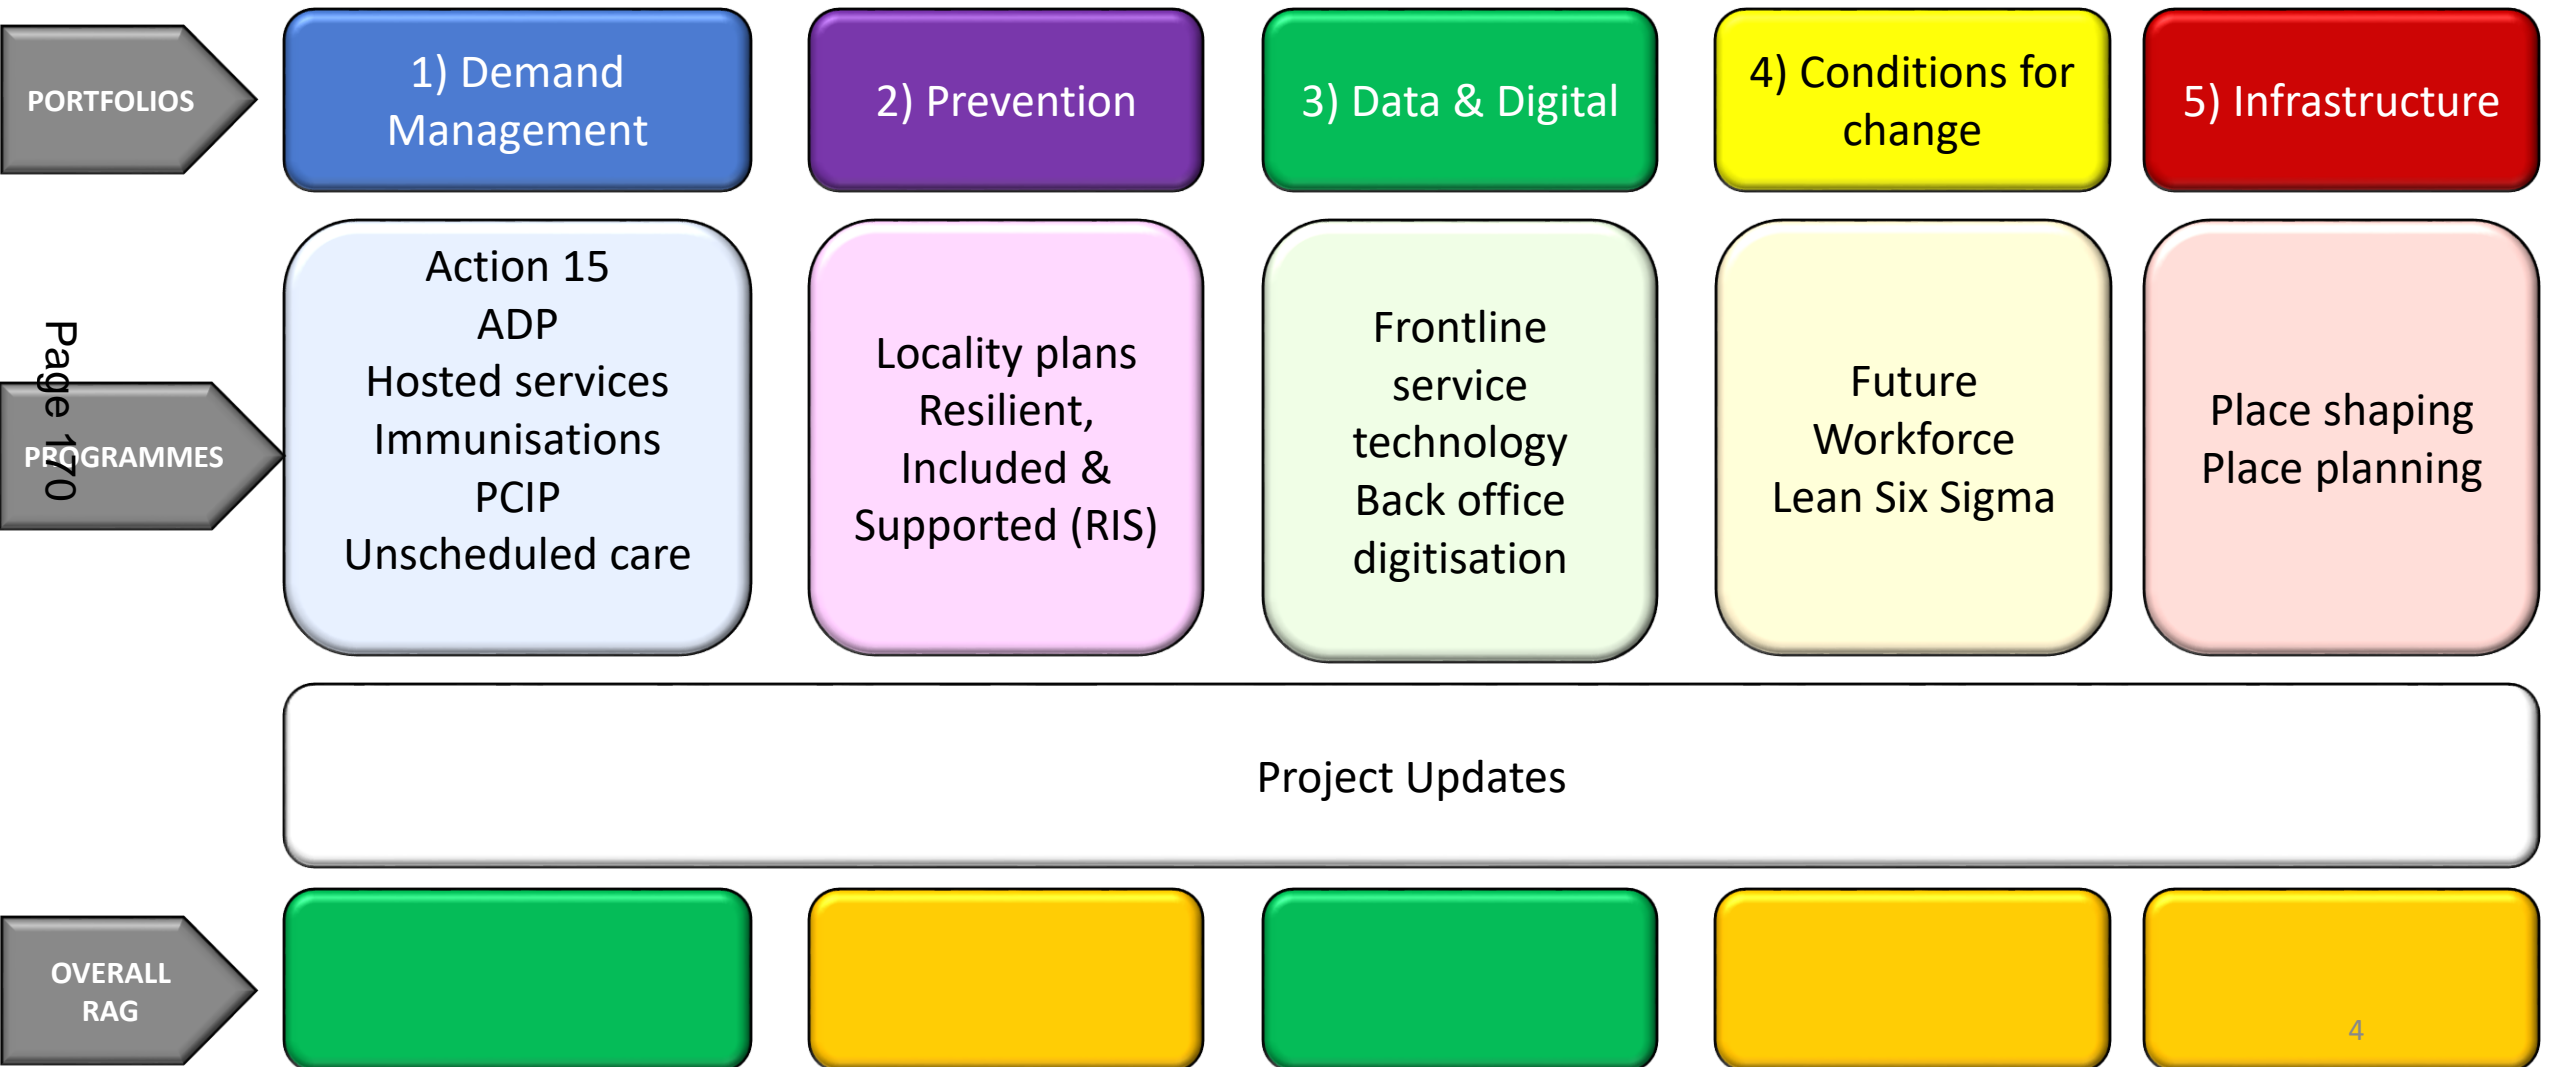 PORTFOLIOS
1) Demand
Management
2) Prevention
3) Data & Digital
4) Conditions for
change
5) Infrastructure
Page 170
PROGRAMMES
Action 15
ADP
Hosted services
Immunisations
PCIP
Unscheduled care
Locality plans
Resilient,
Included &
Supported (RIS)
Frontline
service
technology
Back office
digitisation
Future
Workforce
Lean Six Sigma
Place shaping
Place planning
Project Updates
OVERALL
RAG
4